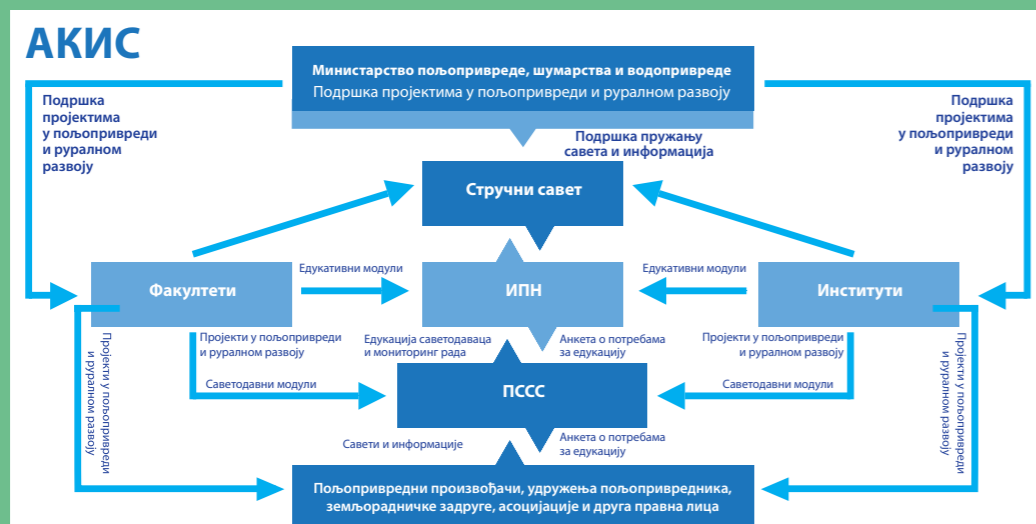 АКИС
Министарство пољопривреде, шумарства и водопривреде
Подршка пројектима у пољопривреди и руралном развоју
Подршка
пројектима
у пољопривреди
и руралном
развоју
Подршка
пројектима
у пољопривреди
и руралном
развоју
Подршка пружању
савета и информација
Стручни савет
Факултети
Едукативни модули
ИПН
Едукативни модули
Институти
Пројекти у пољопривреди
и руралном развоју
Пројекти у пољопривреди
и руралном развоју
Едукација саветодаваца
и мониторинг рада
Анкета о потребама
за едукацију
Пројекти у пољопривреди
и руралном развоју
Пројекти у пољопривреди
и руралном развоју
Саветодавни модули
ПССС
Саветодавни модули
Савети и информације
Анкета о потребама
за едукацију
Пољопривредни произвођачи, удружења пољопривредника,
земљорадничке задруге, асоцијације и друга правна лица